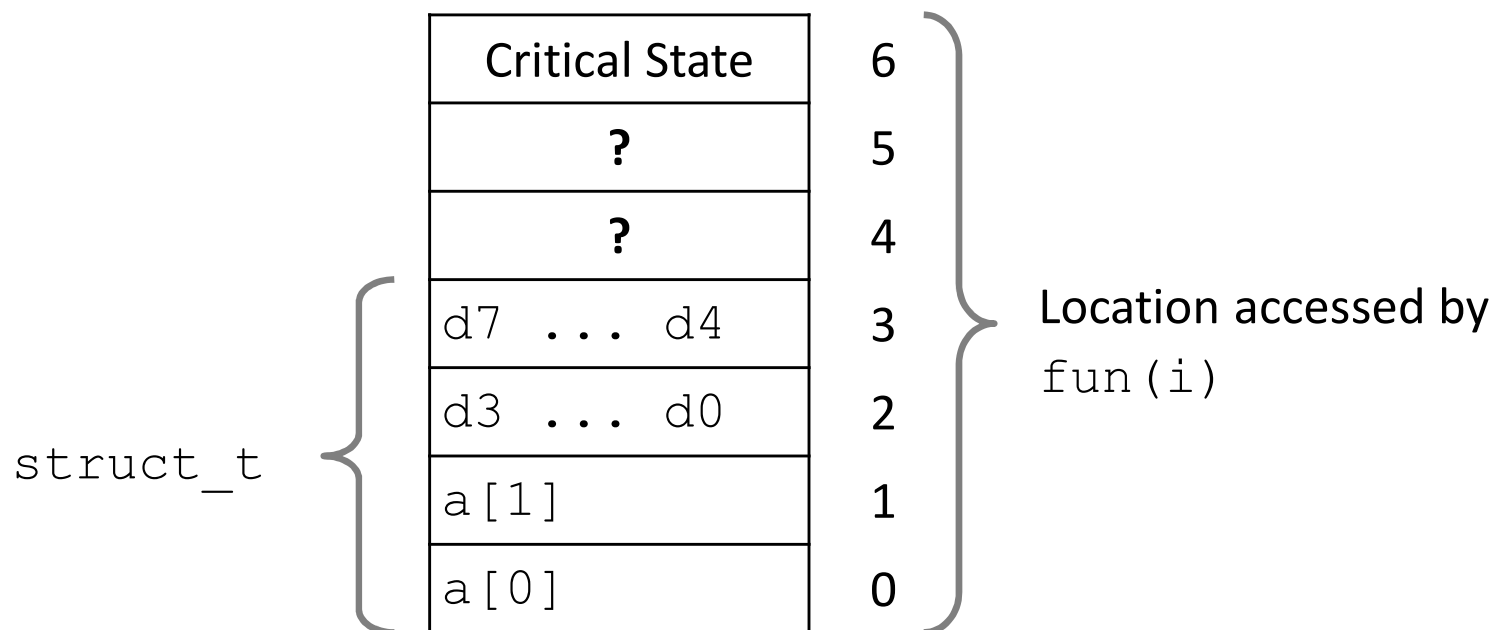 Critical State 6
? 5
? 4
d7 ... d4 3
d3 ... d0 2
a[1] 1
a[0] 0
struct_t
Location accessed by
fun(i)